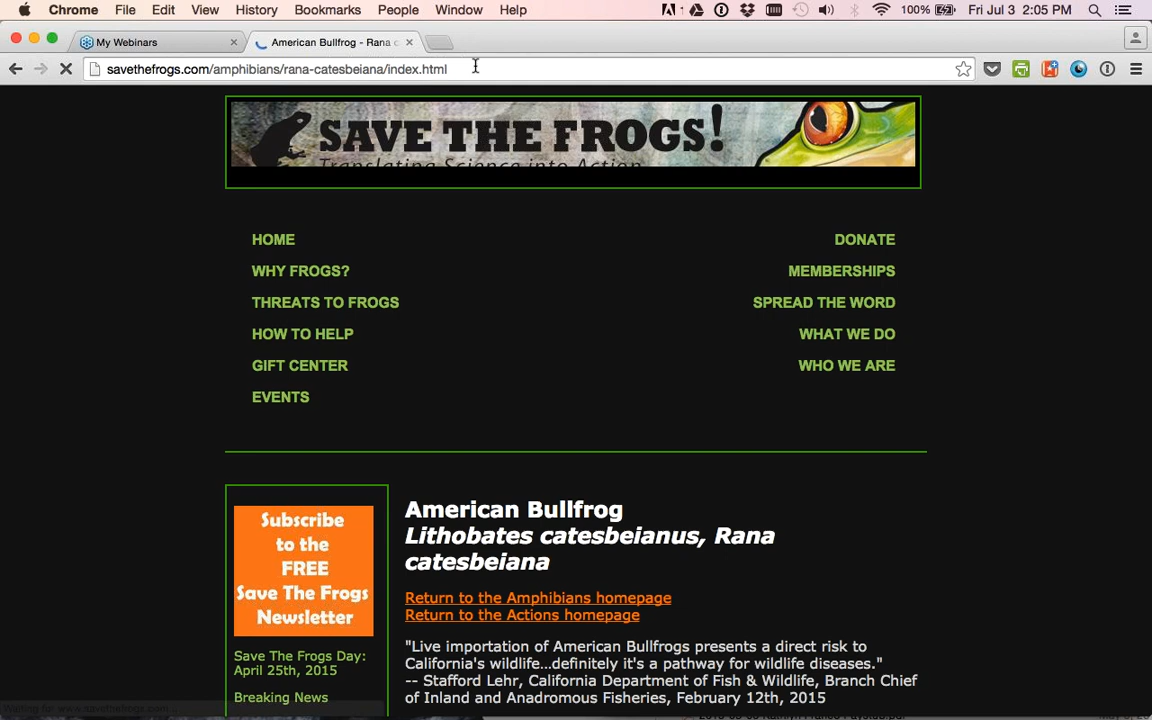 Chrome File Edit View History Bookmarks People Window Help 100% Fri Jul 3 2:05 PM
My Webinars American Bullfrog - Rana c
savethefrogs.com/amphibians/rana-catesbeiana/index.html
SAVE THE FROGS!
Translating Science into Action
HOME
WHY FROGS?
THREATS TO FROGS
HOW TO HELP
GIFT CENTER
EVENTS
DONATE
MEMBERSHIPS
SPREAD THE WORD
WHAT WE DO
WHO WE ARE
Subscribe
to the
FREE
Save The Frogs
Newsletter
Save The Frogs Day:
April 25th, 2015
Breaking News
American Bullfrog
Lithobates catesbeianus, Rana
catesbeiana
Return to the Amphibians homepage
Return to the Actions homepage
"Live importation of American Bullfrogs presents a direct risk to
California's wildlife...definitely it's a pathway for wildlife diseases."
-- Stafford Lehr, California Department of Fish & Wildlife, Branch Chief
of Inland and Anadromous Fisheries, February 12th, 2015
Waiting for www.savethefrogs.com...